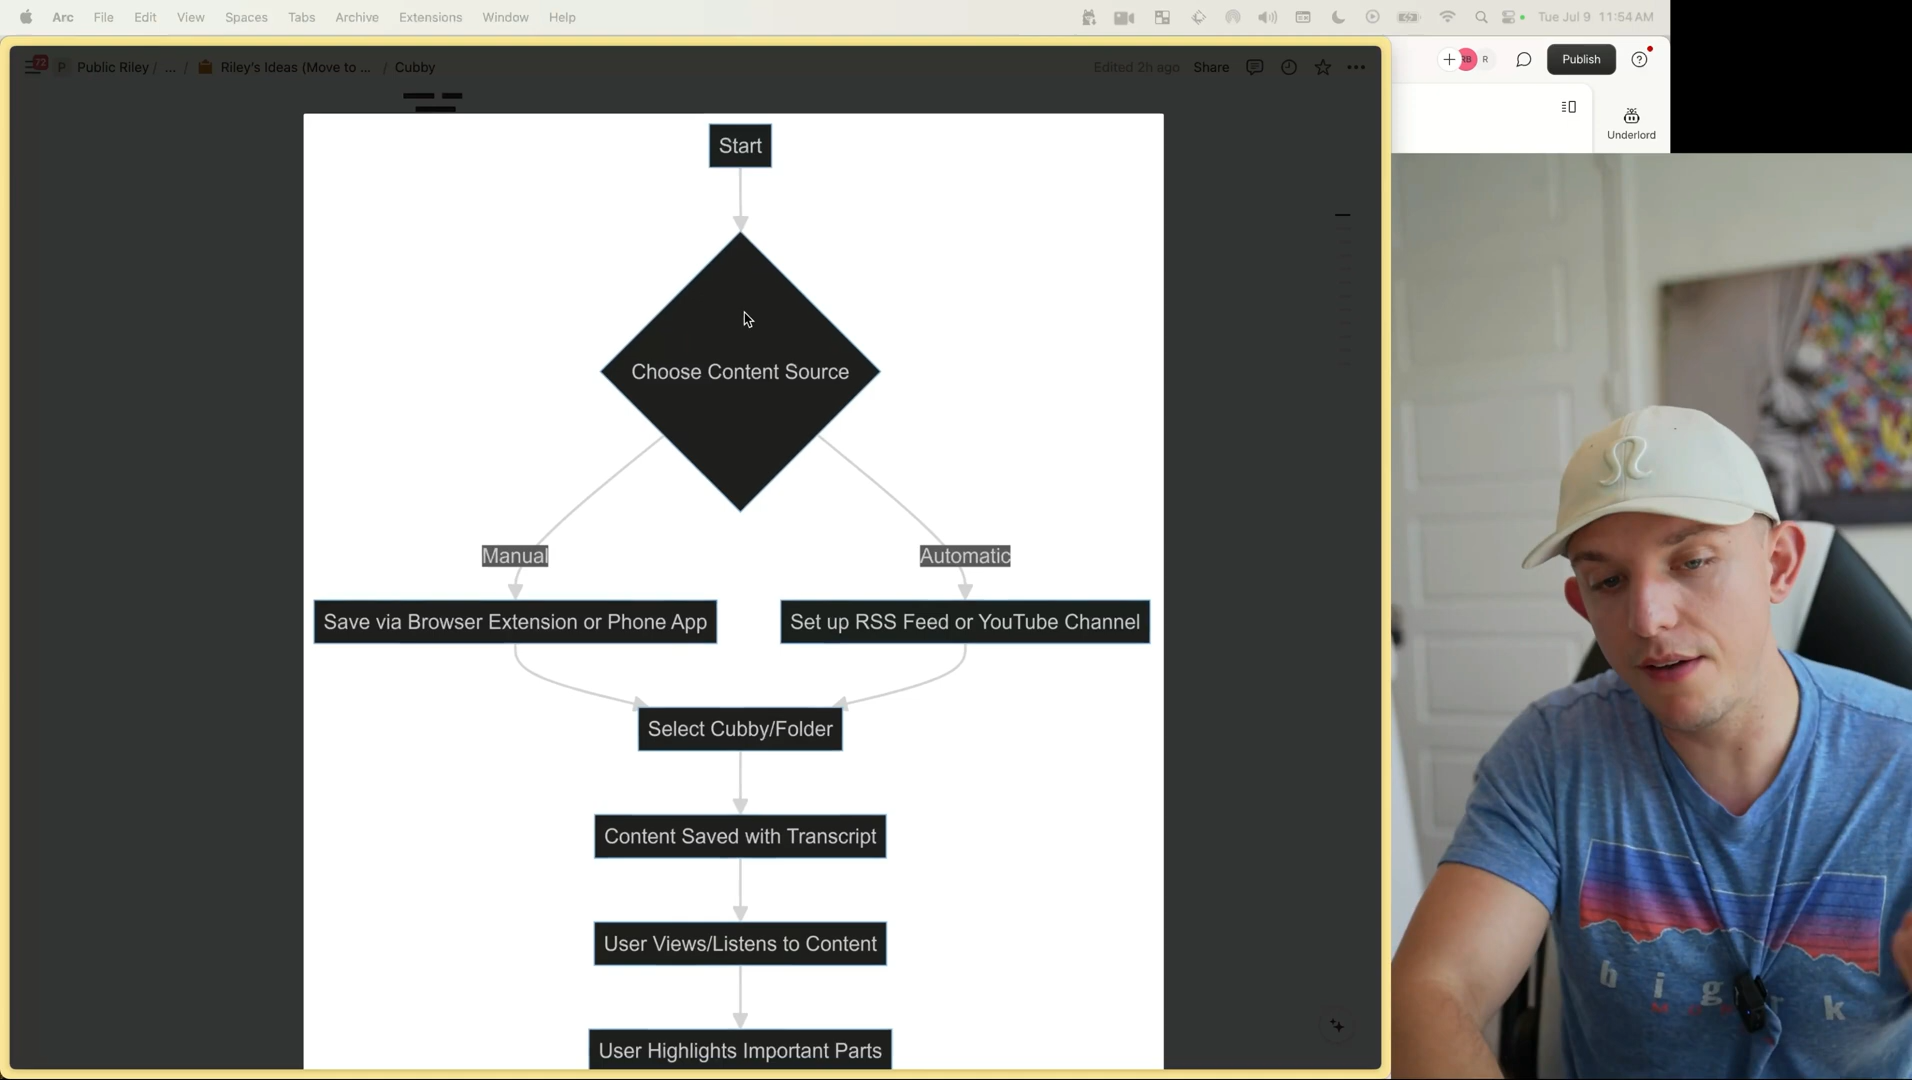 Arc File Edit View Spaces Tabs Archive Extensions Window Help
Tue Jul 9 11:54 AM
72 P Public Riley / ... / Riley's Ideas (Move to ... / Cubby
Edited 2h ago Share
RB R Publish
Underlord
Start
Choose Content Source
Manual
Automatic
Save via Browser Extension or Phone App
Set up RSS Feed or YouTube Channel
Select Cubby/Folder
Content Saved with Transcript
User Views/Listens to Content
User Highlights Important Parts